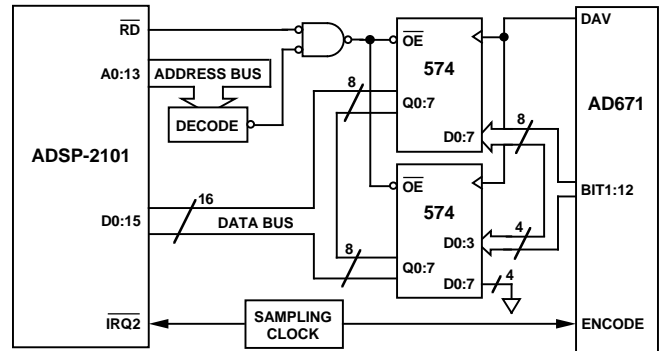 RD
A0:13
ADDRESS BUS
DECODE
ADSP-2101
D0:15
16
DATA BUS
IRQ2
SAMPLING
CLOCK
8
8
OE
574
Q0:7
D0:7
OE
574
D0:3
Q0:7
D0:7
8
4
4
DAV
AD671
BIT1:12
ENCODE